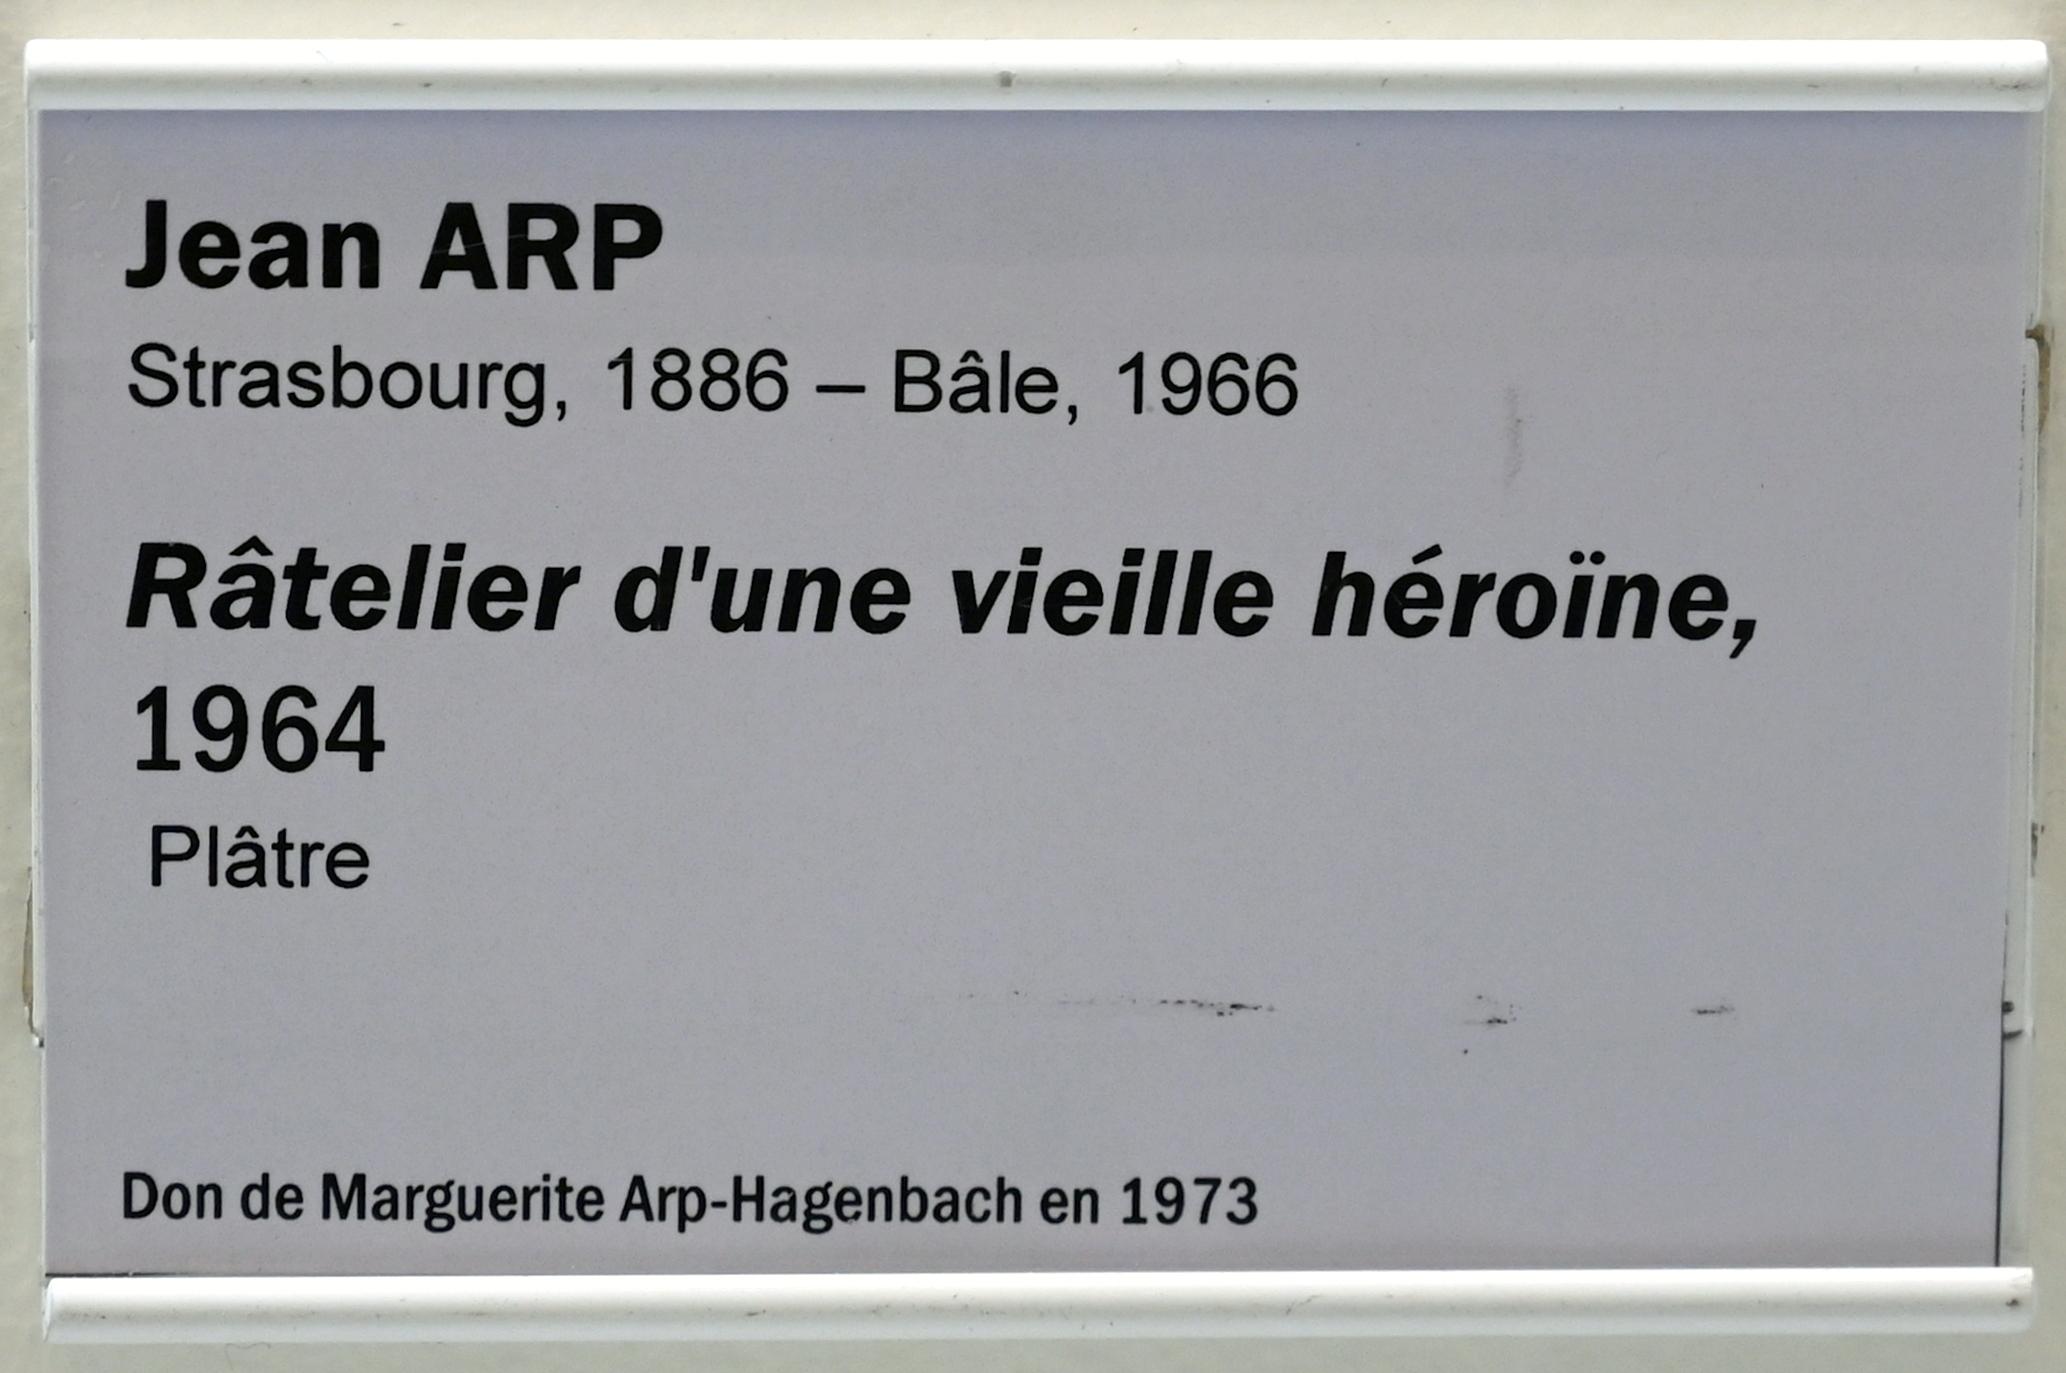 Jean ARP
Strasbourg, 1886 – Bâle, 1966
Râtelier d'une vieille héroïne,
1964
Plâtre
Don de Marguerite Arp-Hagenbach en 1973